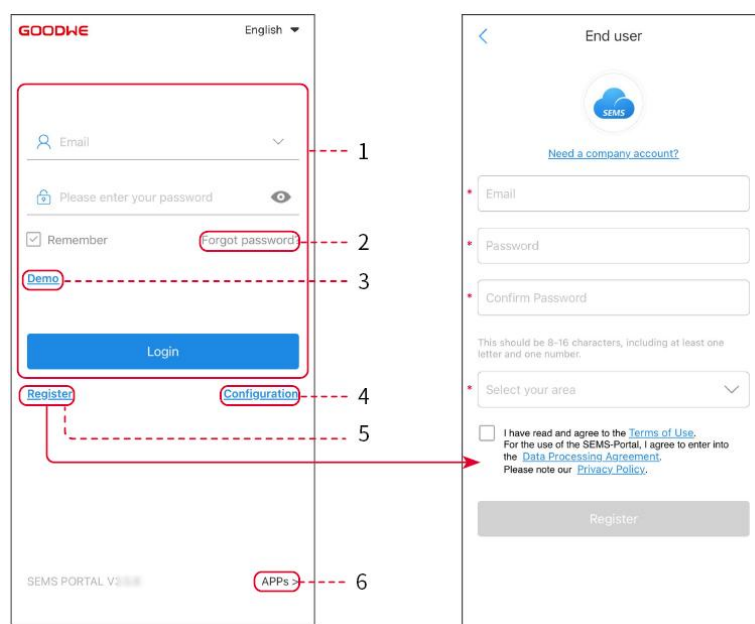 GOODWE
English
Email
Please enter your password
Remember
Forgot password?
Demo
Login
Register
Configuration
SEMS PORTAL
APPs >
1
2
3
4
5
6
End user
SEMS
Need a company account?
* Email
* Password
* Confirm Password
This should be 8-16 characters, including at least one
letter and one number.
* Select your area
I have read and agree to the Terms of Use.
For the use of the SEMS-Portal, I agree to enter into
the Data Processing Agreement.
Please note our Privacy Policy.
Register